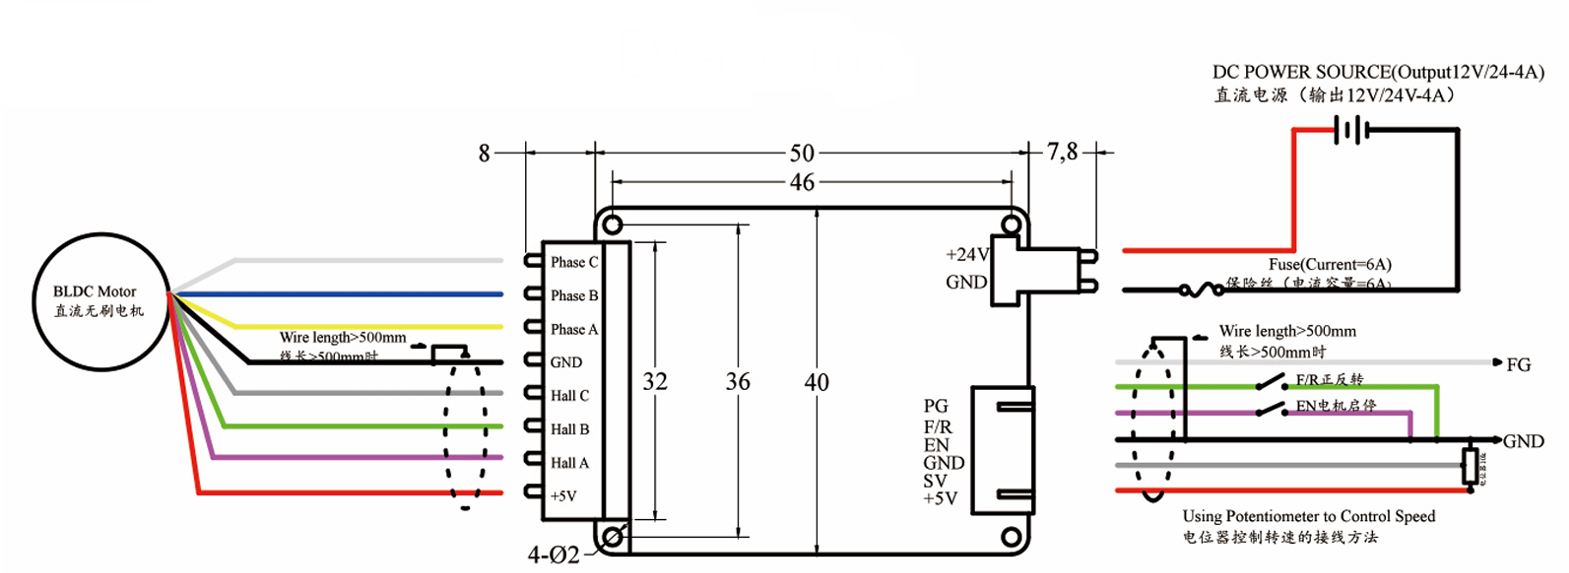 DC POWER SOURCE(Output12V/24-4A)
直流电源（输出12V/24V-4A）
8
50
7,8
46
BLDC Motor
直流无刷电机
Phase C
Phase B
Phase A
GND
Hall C
Hall B
Hall A
+5V
Wire length>500mm
线长>500mm时
32
36
40
4-Ø2
+24V
GND
Fuse(Current=6A)
保险丝（电流容量=6A）
Wire length>500mm
线长>500mm时
PG
F/R
EN
GND
SV
+5V
FG
F/R正反转
EN电机启停
GND
Using Potentiometer to Control Speed
电位器控制转速的接线方法